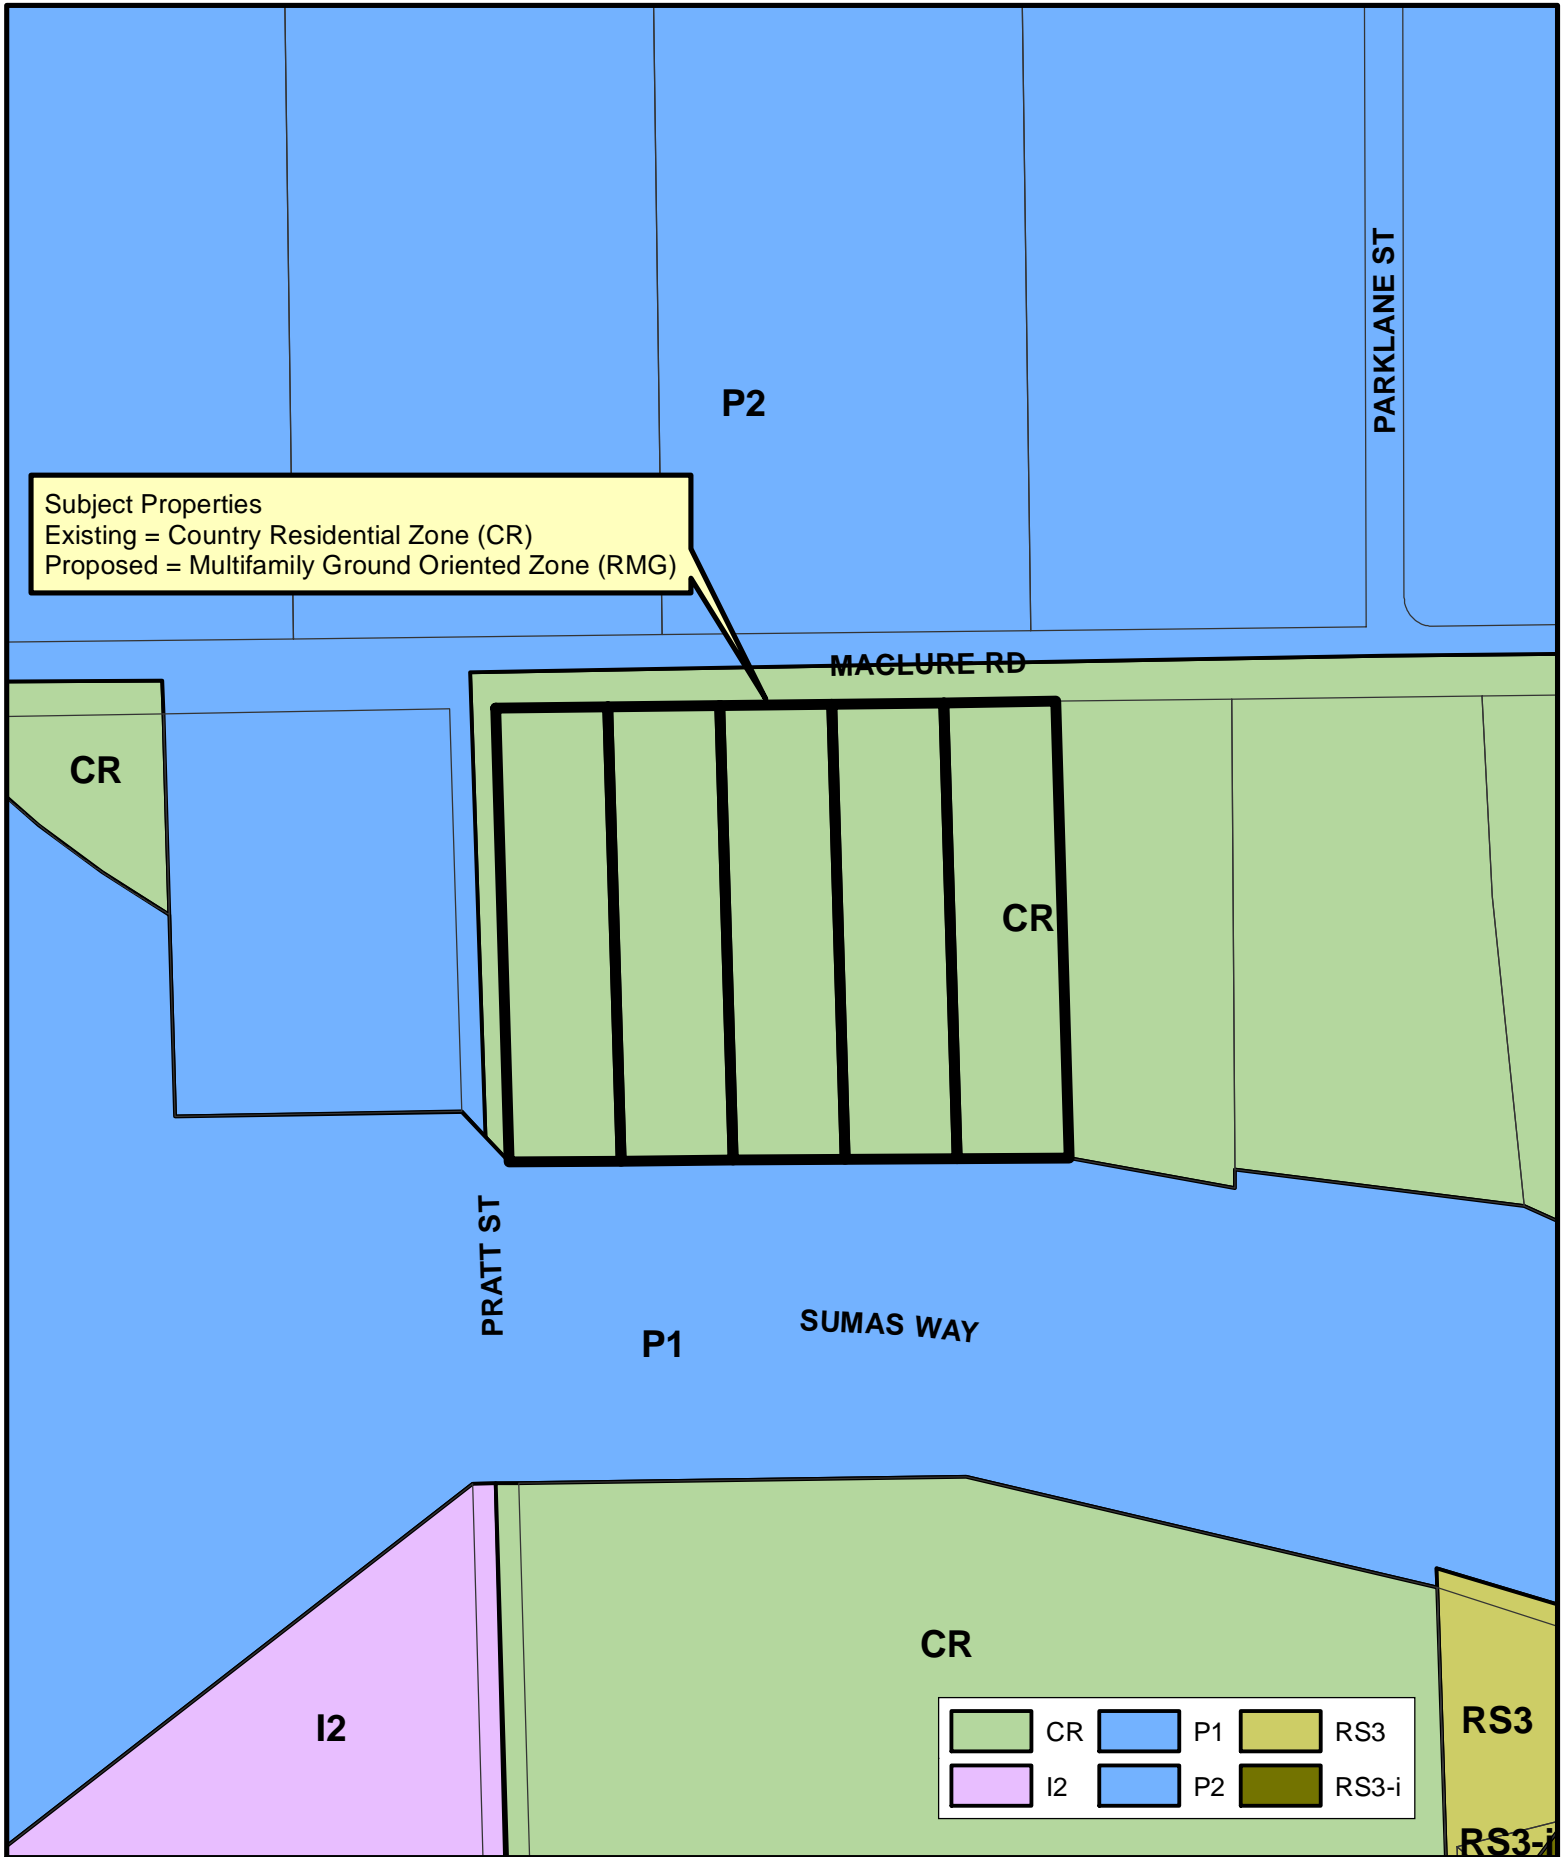 PARKLANE ST
P2
Subject Properties
Existing = Country Residential Zone (CR)
Proposed = Multifamily Ground Oriented Zone (RMG)
MACLURE RD
CR
CR
PRATT ST
SUMAS WAY
P1
CR
I2
RS3
CR P1 RS3
I2 P2 RS3-i
RS3-i